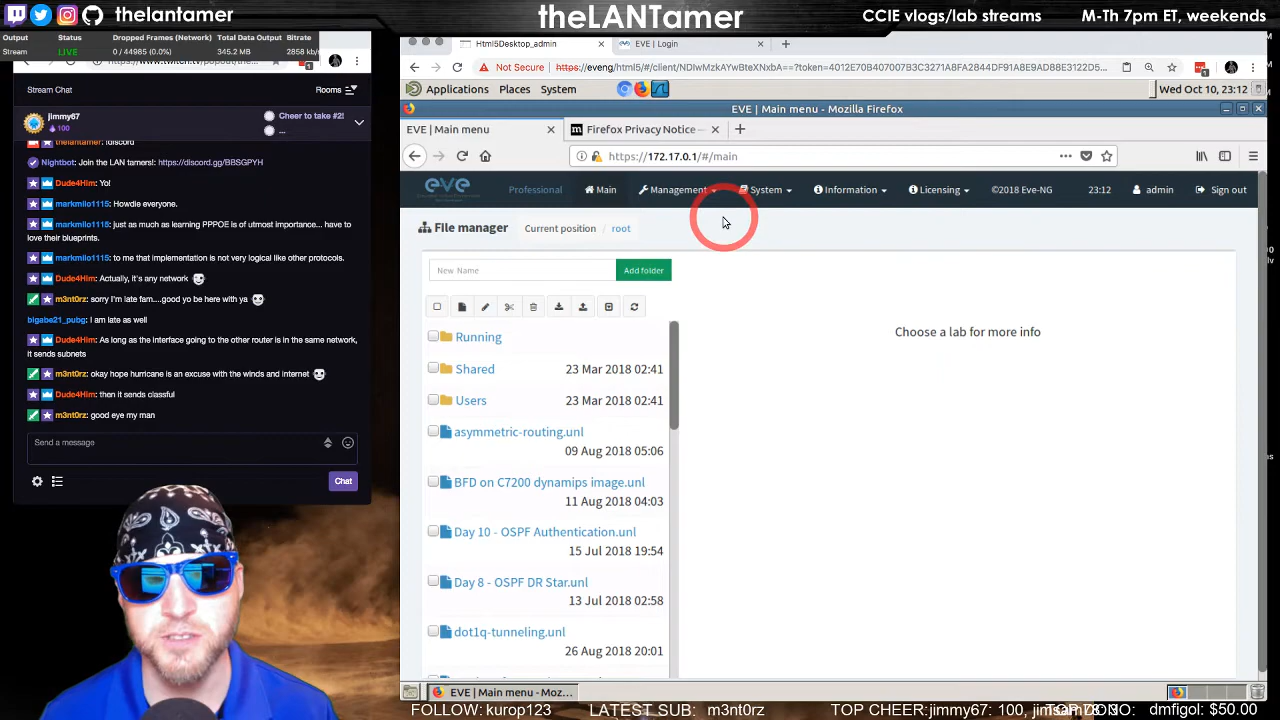 thelantamer
theLANTamer
CCIE vlogs/lab streams
M-Th 7pm ET, weekends
Output Status Dropped Frames (Network) Total Data Output Bitrate
Stream LIVE 0 / 44985 (0.0%) 345.2 MB 2858 kb/s
Stream Chat
Rooms
jimmy67
100
Cheer to take #2!
...
thelantamer: !discord
Nightbot: Join the LAN tamers! https://discord.gg/BBSGPYH
Dude4Him: Yo!
markmilo1115: Howdie everyone.
markmilo1115: just as much as learning PPPOE is of utmost importance... have to
love their blueprints.
markmilo1115: to me that implementation is not very logical like other protocols.
Dude4Him: Actually, it's any network
m3nt0rz: sorry I'm late fam....good yo be here with ya
bigabe21_pubg: I am late as well
Dude4Him: As long as the interface going to the other router is in the same network,
it sends subnets
m3nt0rz: okay hope hurricane is an excuse with the winds and internet
Dude4Him: then it sends classful
m3nt0rz: good eye my man
Send a message
Chat
Html5Desktop_admin
EVE | Login
Not Secure
Applications Places System
Wed Oct 10, 23:12
EVE | Main menu - Mozilla Firefox
EVE | Main menu
Firefox Privacy Notice —
https://172.17.0.1/#/main
eve
Professional
Main
Management
System
Information
Licensing
©2018 Eve-NG
23:12
admin
Sign out
File manager
Current position / root
New Name
Add folder
Choose a lab for more info
Running
Shared 23 Mar 2018 02:41
Users 23 Mar 2018 02:41
asymmetric-routing.unl
09 Aug 2018 05:06
BFD on C7200 dynamips image.unl
11 Aug 2018 04:03
Day 10 - OSPF Authentication.unl
15 Jul 2018 19:54
Day 8 - OSPF DR Star.unl
13 Jul 2018 02:58
dot1q-tunneling.unl
26 Aug 2018 20:01
EVE | Main menu - Moz...
FOLLOW: kurop123
LATEST SUB: m3nt0rz
TOP CHEER:jimmy67: 100,
dmfigol: $50.00